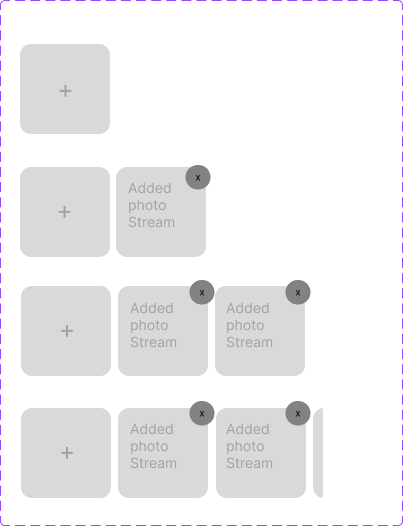 +
+
x
Added
photo
Stream
+
x
Added
photo
Stream
x
Added
photo
Stream
+
x
Added
photo
Stream
x
Added
photo
Stream